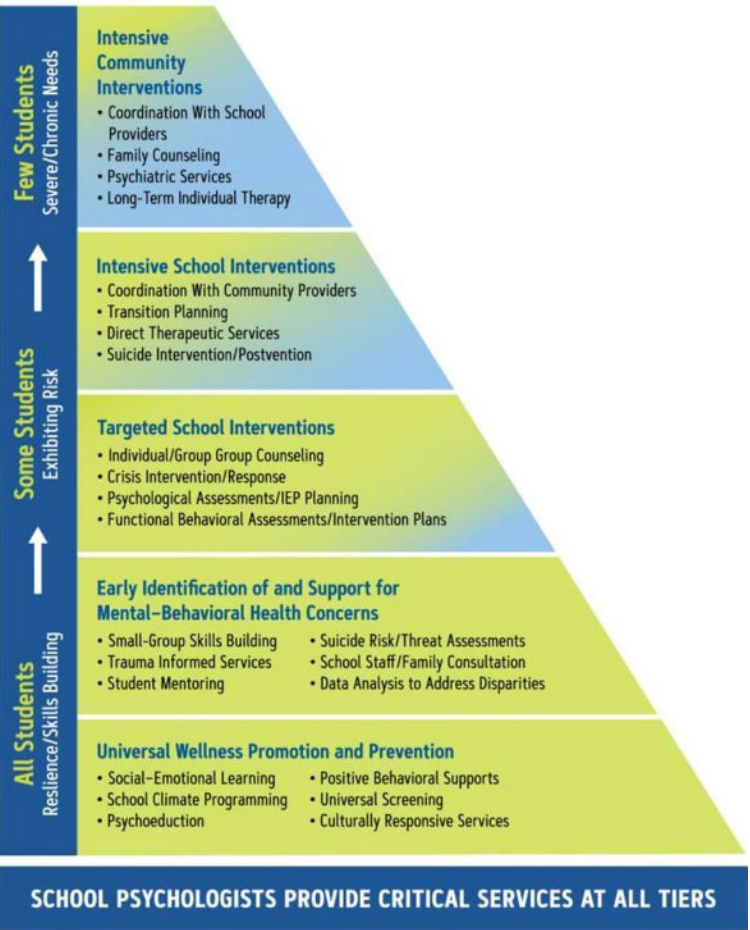 Few Students
Severe/Chronic Needs
Some Students
Exhibiting Risk
All Students
Reslience/Skills Building
Intensive
Community
Interventions
• Coordination With School
Providers
• Family Counseling
• Psychiatric Services
• Long-Term Individual Therapy
Intensive School Interventions
• Coordination With Community Providers
• Transition Planning
• Direct Therapeutic Services
• Suicide Intervention/Postvention
Targeted School Interventions
• Individual/Group Group Counseling
• Crisis Intervention/Response
• Psychological Assessments/IEP Planning
• Functional Behavioral Assessments/Intervention Plans
Early Identification of and Support for
Mental–Behavioral Health Concerns
• Small-Group Skills Building
• Trauma Informed Services
• Student Mentoring
• Suicide Risk/Threat Assessments
• School Staff/Family Consultation
• Data Analysis to Address Disparities
Universal Wellness Promotion and Prevention
• Social–Emotional Learning
• School Climate Programming
• Psychoeduction
• Positive Behavioral Supports
• Universal Screening
• Culturally Responsive Services
SCHOOL PSYCHOLOGISTS PROVIDE CRITICAL SERVICES AT ALL TIERS